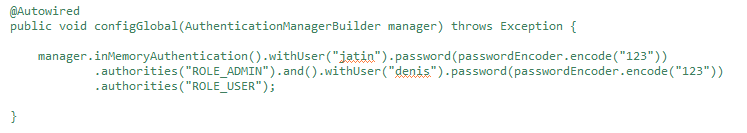 @Autowired
public void configGlobal(AuthenticationManagerBuilder manager) throws Exception {
manager.inMemoryAuthentication().withUser("jatin").password(passwordEncoder.encode("123"))
.authorities("ROLE_ADMIN").and().withUser("denis").password(passwordEncoder.encode("123"))
.authorities("ROLE_USER");
}